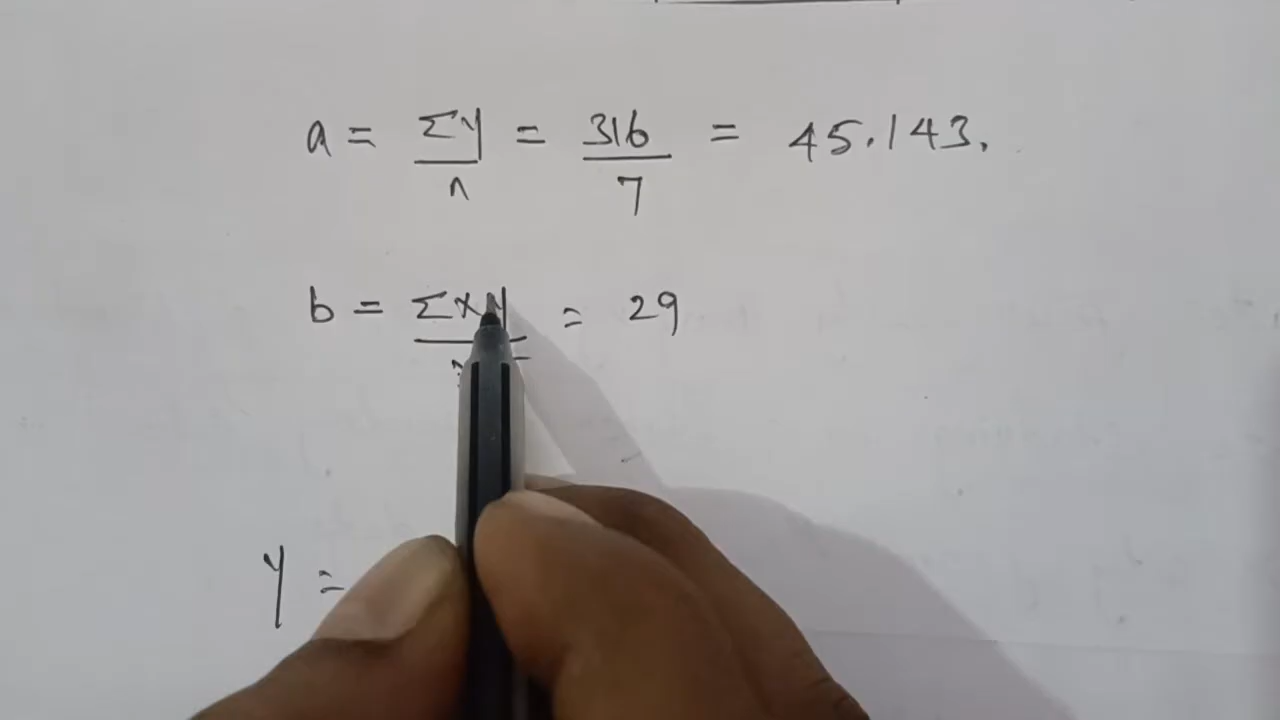 a = Σy/n = 316/7 = 45.143.
b = Σxy = 29
y =